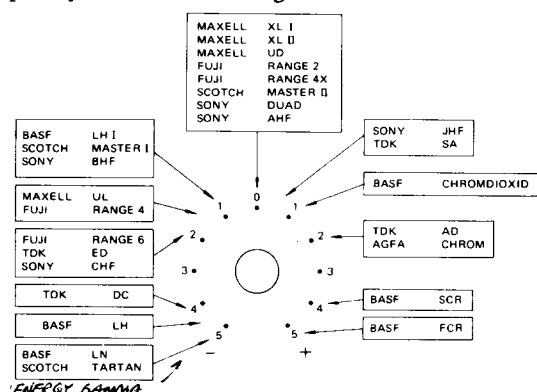 MAXELL XL I
MAXELL XL II
MAXELL UD
FUJI RANGE 2
FUJI RANGE 4X
SCOTCH MASTER II
SONY DUAD
SONY AHF
BASF LH I
SCOTCH MASTER I
SONY BHF
SONY JHF
TDK SA
BASF CHROMDIOXID
MAXELL UL
FUJI RANGE 4
0
1
1
FUJI RANGE 6
TDK ED
SONY CHF
2
2
TDK AD
AGFA CHROM
3
3
TDK DC
4
4
BASF SCR
BASF LH
5
5
BASF FCR
BASF LN
SCOTCH TARTAN
- +
ENERGY